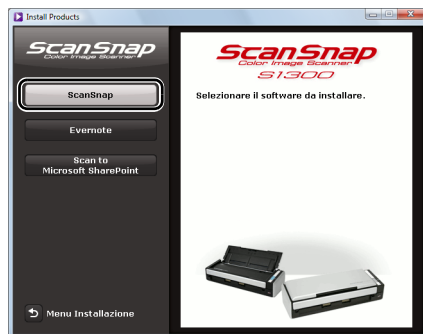 Install Products
ScanSnap
Color Image Scanner
ScanSnap
Evernote
Scan to
Microsoft SharePoint
Menu Installazione
ScanSnap
Color Image Scanner
S1300
Selezionare il software da installare.